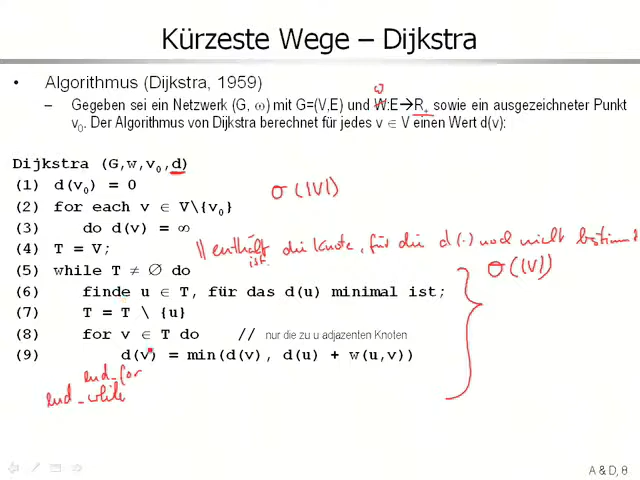 Kürzeste Wege – Dijkstra
• Algorithmus (Dijkstra, 1959)
ω
– Gegeben sei ein Netzwerk (G, ω) mit G=(V,E) und W:E→R₊ sowie ein ausgezeichneter Punkt
v₀. Der Algorithmus von Dijkstra berechnet für jedes v ∈ V einen Wert d(v):
Dijkstra (G,w,v₀,d)
(1) d(v₀) = 0
σ(|V|)
(2) for each v ∈ V\{v₀}
(3) do d(v) = ∞
(4) T = V; // enthält die Knote, für die d(·) noch nicht bestimmt
ist
(5) while T ≠ ∅ do
σ(|V|)
(6) finde u ∈ T, für das d(u) minimal ist;
(7) T = T \ {u}
(8) for v ∈ T do // nur die zu u adjazenten Knoten
(9) d(v) = min(d(v), d(u) + w(u,v))
end_for
end_while
A & D, θ